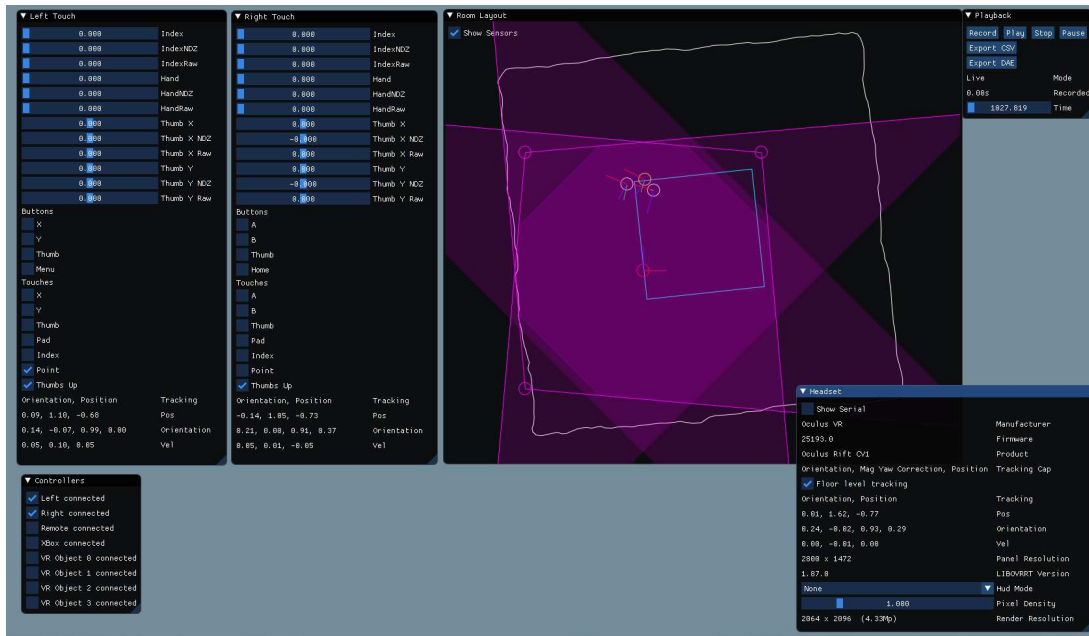 Left Touch
0.000 Index
0.000 IndexNDZ
0.000 IndexRaw
0.000 Hand
0.000 HandNDZ
0.000 HandRaw
0.000 Thumb X
0.000 Thumb X NDZ
0.000 Thumb X Raw
0.000 Thumb Y
0.000 Thumb Y NDZ
0.000 Thumb Y Raw
Buttons
X
Y
Thumb
Menu
Touches
X
Y
Thumb
Pad
Index
Point
Thumbs Up
Orientation, Position Tracking
0.09, 1.10, -0.68 Pos
0.14, -0.07, 0.99, 0.00 Orientation
0.05, 0.10, 0.05 Vel
Right Touch
0.000 Index
0.000 IndexNDZ
0.000 IndexRaw
0.000 Hand
0.000 HandNDZ
0.000 HandRaw
0.000 Thumb X
-0.000 Thumb X NDZ
0.000 Thumb X Raw
0.000 Thumb Y
-0.000 Thumb Y NDZ
0.000 Thumb Y Raw
Buttons
A
B
Thumb
Home
Touches
A
B
Thumb
Pad
Index
Point
Thumbs Up
Orientation, Position Tracking
-0.14, 1.05, -0.73 Pos
0.21, 0.00, 0.91, 0.37 Orientation
0.05, 0.01, -0.05 Vel
Room Layout
Show Sensors
Playback
Record Play Stop Pause
Export CSV
Export DAE
Live Mode
0.00s Recorded
1027.019 Time
Headset
Show Serial
Oculus VR Manufacturer
25193.0 Firmware
Oculus Rift CV1 Product
Orientation, Mag Yaw Correction, Position Tracking Cap
Floor level tracking
Orientation, Position Tracking
0.01, 1.62, -0.77 Pos
0.24, -0.02, 0.93, 0.29 Orientation
0.00, -0.01, 0.00 Vel
2800 x 1472 Panel Resolution
1.87.0 LIBOVRRT Version
None Hud Mode
1.000 Pixel Density
2064 x 2096 (4.33Mp) Render Resolution
Controllers
Left connected
Right connected
Remote connected
XBox connected
VR Object 0 connected
VR Object 1 connected
VR Object 2 connected
VR Object 3 connected